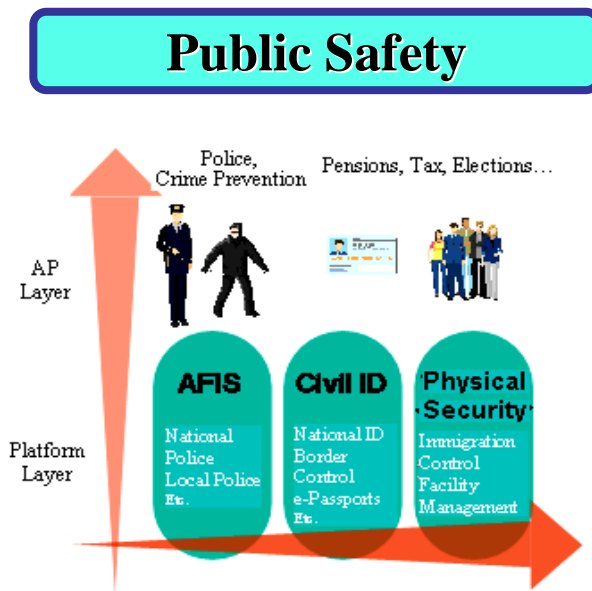 Public Safety
Police,
Crime Prevention
Pensions, Tax, Elections...
AP
Layer
Platform
Layer
AFIS
National
Police
Local Police
Etc.
Civil ID
National ID
Border
Control
e-Passports
Etc.
Physical
Security
Immigration
Control
Facility
Management